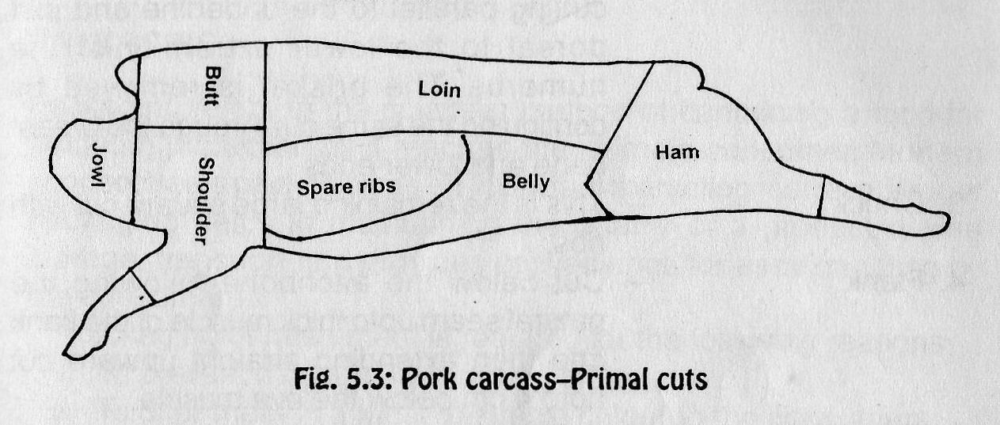 Butt
Loin
Jowl
Shoulder
Spare ribs
Belly
Ham
Fig. 5.3: Pork carcass–Primal cuts